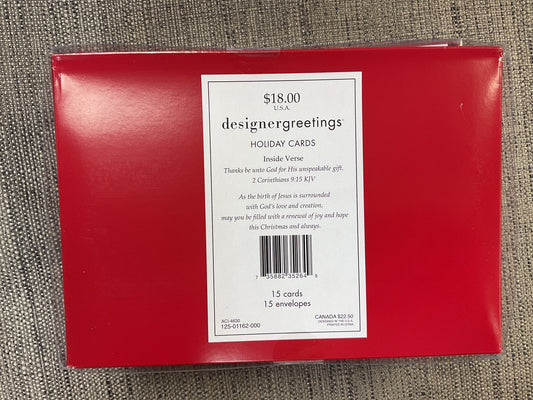 $18.00
U.S.A.
designergreetings
HOLIDAY CARDS
Inside Verse
Thanks be unto God for His unspeakable gift.
2 Corinthians 9:15 KJV
As the birth of Jesus is surrounded
with God's love and creation,
may you be filled with a renewal of joy and hope
this Christmas and always.
7 35882 35264 9
15 cards
15 envelopes
ACI-4630
125-01162-000
CANADA $22.50
DESIGNED IN THE U.S.A.
PRINTED IN CHINA